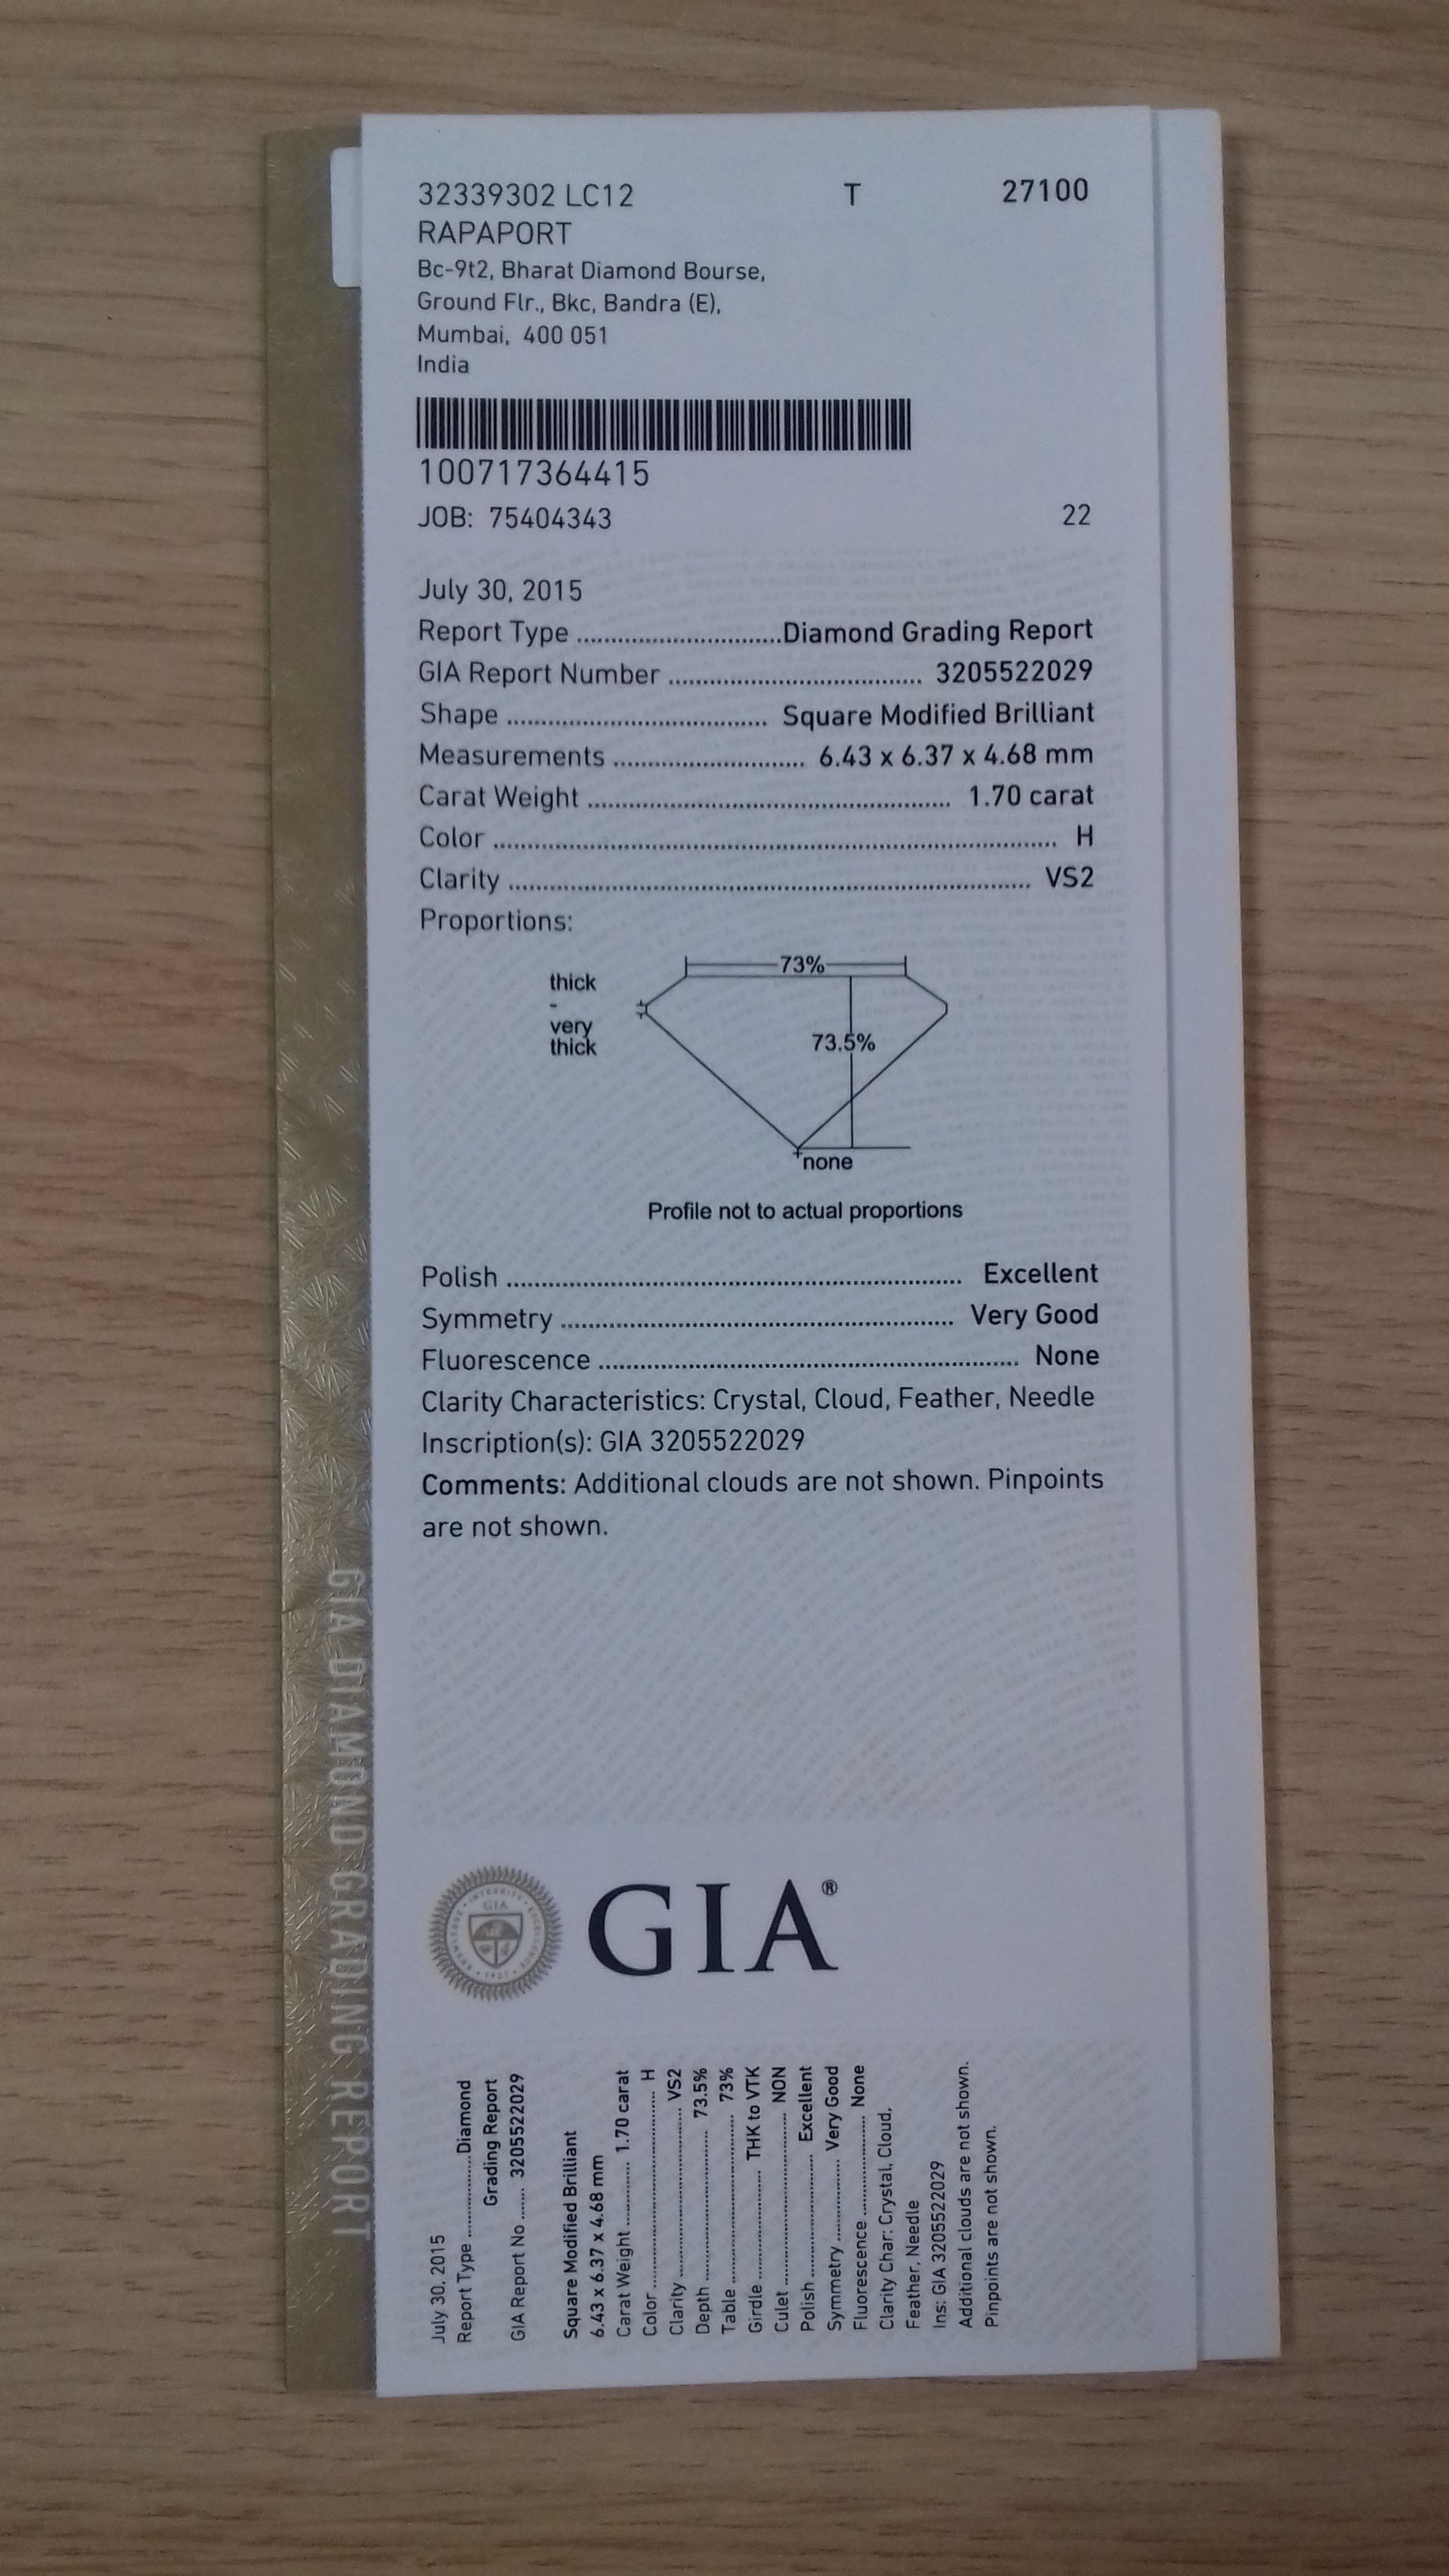 32339302 LC12 T 27100
RAPAPORT
Bc-9t2, Bharat Diamond Bourse,
Ground Flr., Bkc, Bandra (E),
Mumbai, 400 051
India
100717364415
JOB: 75404343 22
July 30, 2015
Report Type ..............................Diamond Grading Report
GIA Report Number ..................................... 3205522029
Shape ...................................... Square Modified Brilliant
Measurements ............................ 6.43 x 6.37 x 4.68 mm
Carat Weight ..................................................... 1.70 carat
Color .................................................................................. H
Clarity ............................................................................ VS2
Proportions:
73%
thick
-
very
thick
73.5%
none
Profile not to actual proportions
Polish .................................................................. Excellent
Symmetry ......................................................... Very Good
Fluorescence ............................................................. None
Clarity Characteristics: Crystal, Cloud, Feather, Needle
Inscription(s): GIA 3205522029
Comments: Additional clouds are not shown. Pinpoints
are not shown.
GIA DIAMOND GRADING REPORT
GIA
GIA®
July 30, 2015
Report Type ....................Diamond
Grading Report
GIA Report No ....... 3205522029
Square Modified Brilliant
6.43 x 6.37 x 4.68 mm
Carat Weight ............ 1.70 carat
Color ....................................... H
Clarity ................................. VS2
Depth ............................... 73.5%
Table ................................. 73%
Girdle ..................... THK to VTK
Culet ................................. NON
Polish ......................... Excellent
Symmetry ................. Very Good
Fluorescence ..................... None
Clarity Char: Crystal, Cloud,
Feather, Needle
Ins: GIA 3205522029
Additional clouds are not shown.
Pinpoints are not shown.